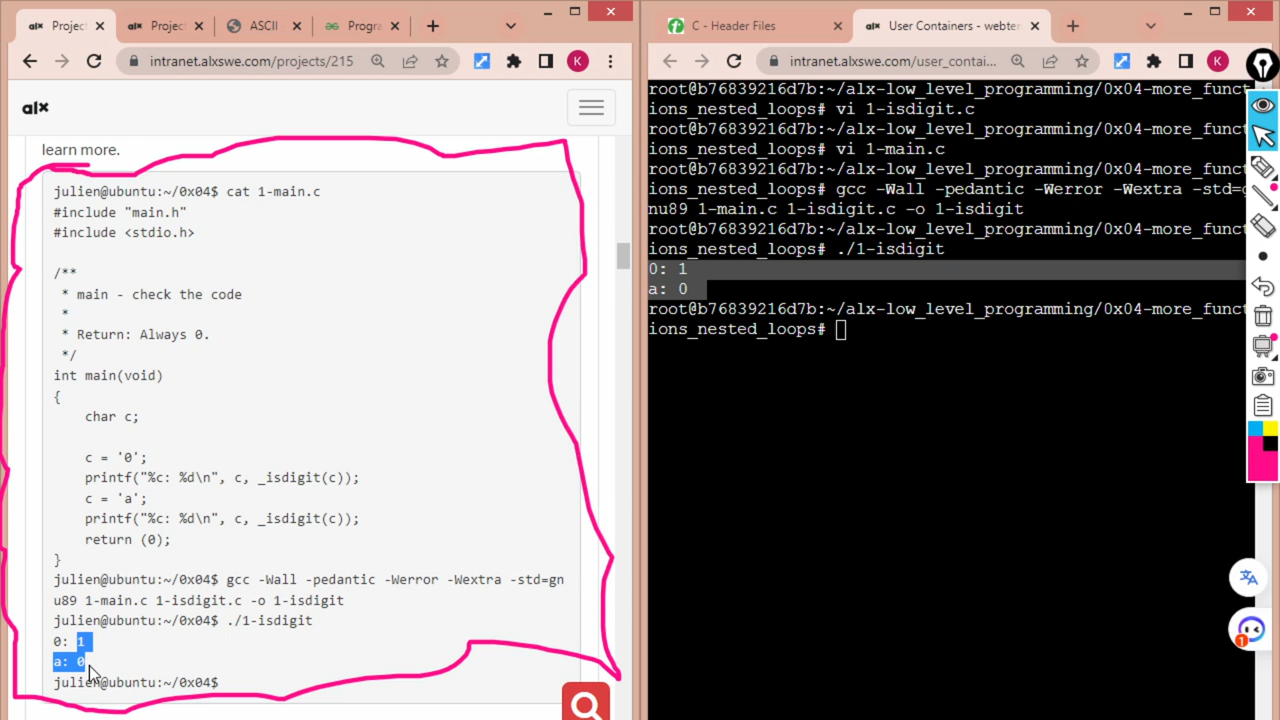 Projec
Projec
ASCII
Progra
intranet.alxswe.com/projects/215
K
alx
learn more.
julien@ubuntu:~/0x04$ cat 1-main.c
#include "main.h"
#include <stdio.h>
/**
* main - check the code
*
* Return: Always 0.
*/
int main(void)
{
char c;
c = '0';
printf("%c: %d\n", c, _isdigit(c));
c = 'a';
printf("%c: %d\n", c, _isdigit(c));
return (0);
}
julien@ubuntu:~/0x04$ gcc -Wall -pedantic -Werror -Wextra -std=gn
u89 1-main.c 1-isdigit.c -o 1-isdigit
julien@ubuntu:~/0x04$ ./1-isdigit
0: 1
a: 0
julien@ubuntu:~/0x04$
C - Header Files
alx User Containers - webter
intranet.alxswe.com/user_contai...
K
root@b76839216d7b:~/alx-low_level_programming/0x04-more_funct
ions_nested_loops# vi 1-isdigit.c
root@b76839216d7b:~/alx-low_level_programming/0x04-more_funct
ions_nested_loops# vi 1-main.c
root@b76839216d7b:~/alx-low_level_programming/0x04-more_funct
ions_nested_loops# gcc -Wall -pedantic -Werror -Wextra -std=g
nu89 1-main.c 1-isdigit.c -o 1-isdigit
root@b76839216d7b:~/alx-low_level_programming/0x04-more_funct
ions_nested_loops# ./1-isdigit
0: 1
a: 0
root@b76839216d7b:~/alx-low_level_programming/0x04-more_funct
ions_nested_loops#
1